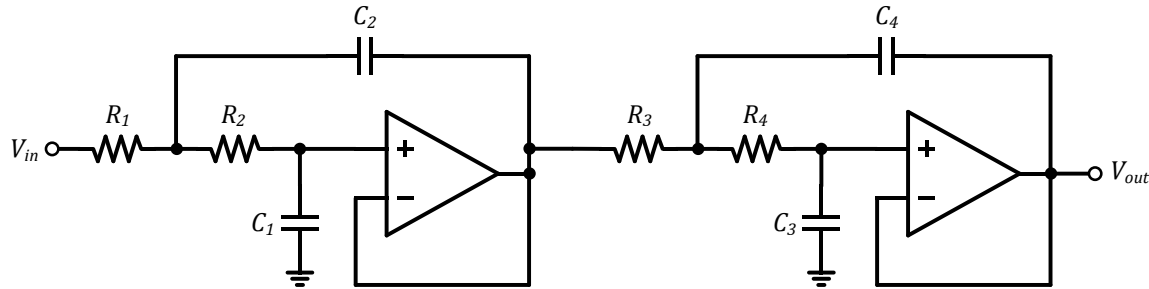 C2
C4
R1
R2
R3
R4
Vin
+
+
−
−
Vout
C1
C3